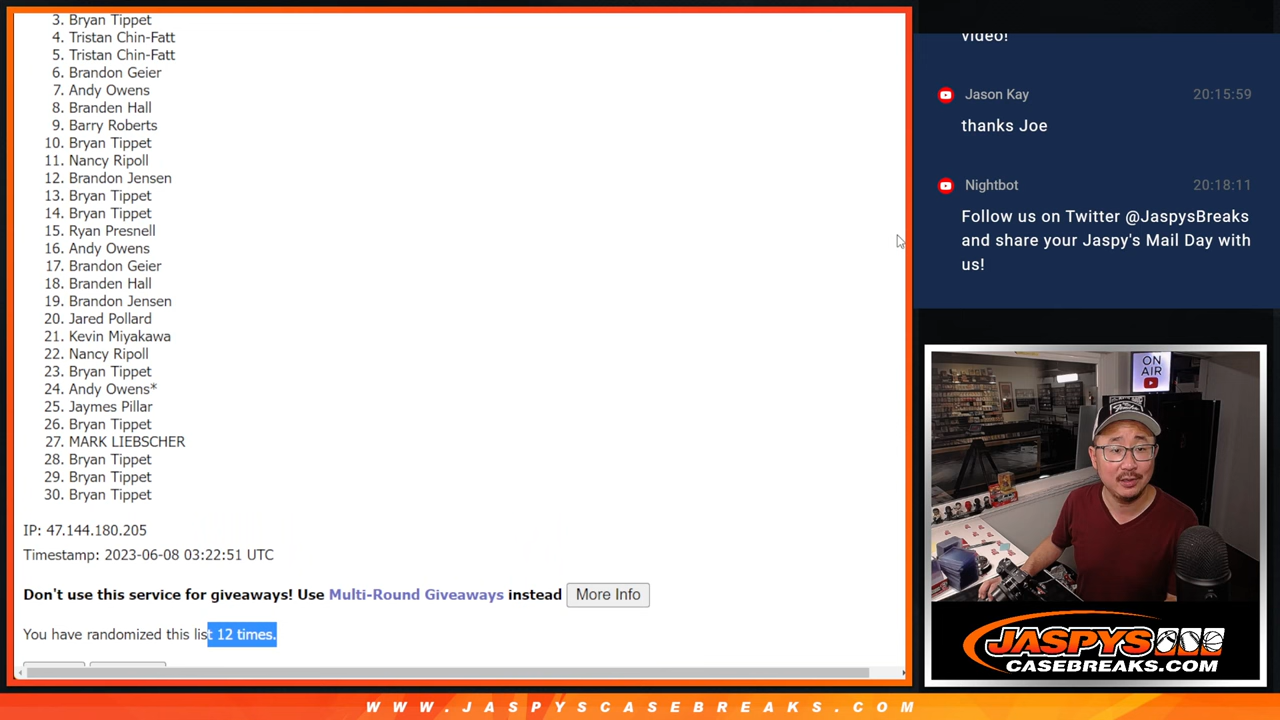 3. Bryan Tippet
4. Tristan Chin-Fatt
5. Tristan Chin-Fatt
6. Brandon Geier
7. Andy Owens
8. Branden Hall
9. Barry Roberts
10. Bryan Tippet
11. Nancy Ripoll
12. Brandon Jensen
13. Bryan Tippet
14. Bryan Tippet
15. Ryan Presnell
16. Andy Owens
17. Brandon Geier
18. Branden Hall
19. Brandon Jensen
20. Jared Pollard
21. Kevin Miyakawa
22. Nancy Ripoll
23. Bryan Tippet
24. Andy Owens*
25. Jaymes Pillar
26. Bryan Tippet
27. MARK LIEBSCHER
28. Bryan Tippet
29. Bryan Tippet
30. Bryan Tippet
IP: 47.144.180.205
Timestamp: 2023-06-08 03:22:51 UTC
Don't use this service for giveaways! Use Multi-Round Giveaways instead More Info
You have randomized this list 12 times.
video!
Jason Kay 20:15:59
thanks Joe
Nightbot 20:18:11
Follow us on Twitter @JaspysBreaks
and share your Jaspy's Mail Day with
us!
ON
AIR
JASPYS
CASEBREAKS.COM
WWW.JASPYSCASEBREAKS.COM